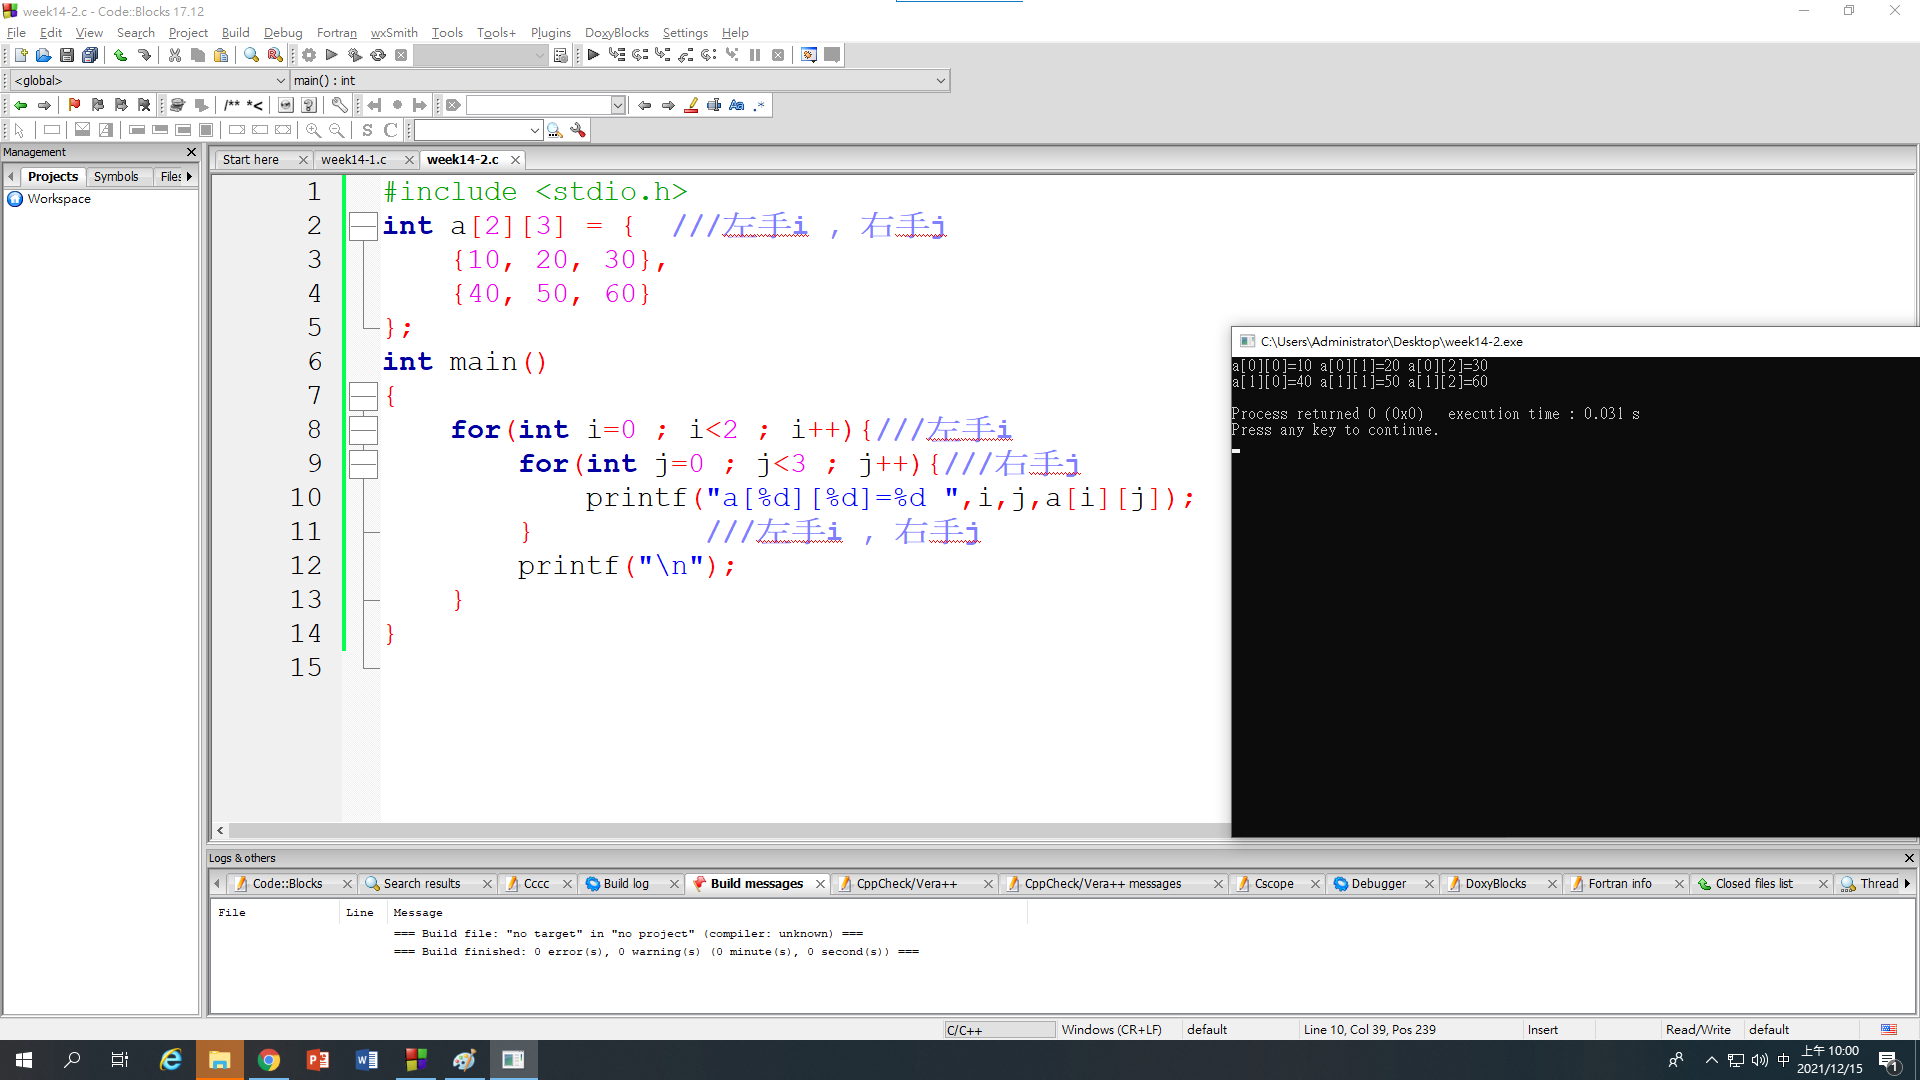 week14-2.c - Code::Blocks 17.12
File Edit View Search Project Build Debug Fortran wxSmith Tools Tools+ Plugins DoxyBlocks Settings Help
<global> main() : int
/** *<
S C
Management
Projects Symbols Files
Workspace
Start here week14-1.c week14-2.c
1 #include <stdio.h>
2 int a[2][3] = {  ///左手i , 右手j
3     {10, 20, 30},
4     {40, 50, 60}
5 };
6 int main()
7 {
8     for(int i=0 ; i<2 ; i++){///左手i
9         for(int j=0 ; j<3 ; j++){///右手j
10             printf("a[%d][%d]=%d ",i,j,a[i][j]);
11         }          ///左手i , 右手j
12         printf("\n");
13     }
14 }
15
C:\Users\Administrator\Desktop\week14-2.exe
a[0][0]=10 a[0][1]=20 a[0][2]=30
a[1][0]=40 a[1][1]=50 a[1][2]=60
Process returned 0 (0x0)   execution time : 0.031 s
Press any key to continue.
Logs & others
Code::Blocks Search results Cccc Build log Build messages CppCheck/Vera++ CppCheck/Vera++ messages Cscope Debugger DoxyBlocks Fortran info Closed files list Thread
File Line Message
=== Build file: "no target" in "no project" (compiler: unknown) ===
=== Build finished: 0 error(s), 0 warning(s) (0 minute(s), 0 second(s)) ===
C/C++ Windows (CR+LF) default Line 10, Col 39, Pos 239 Insert Read/Write default
中 上午 10:00
2021/12/15
1